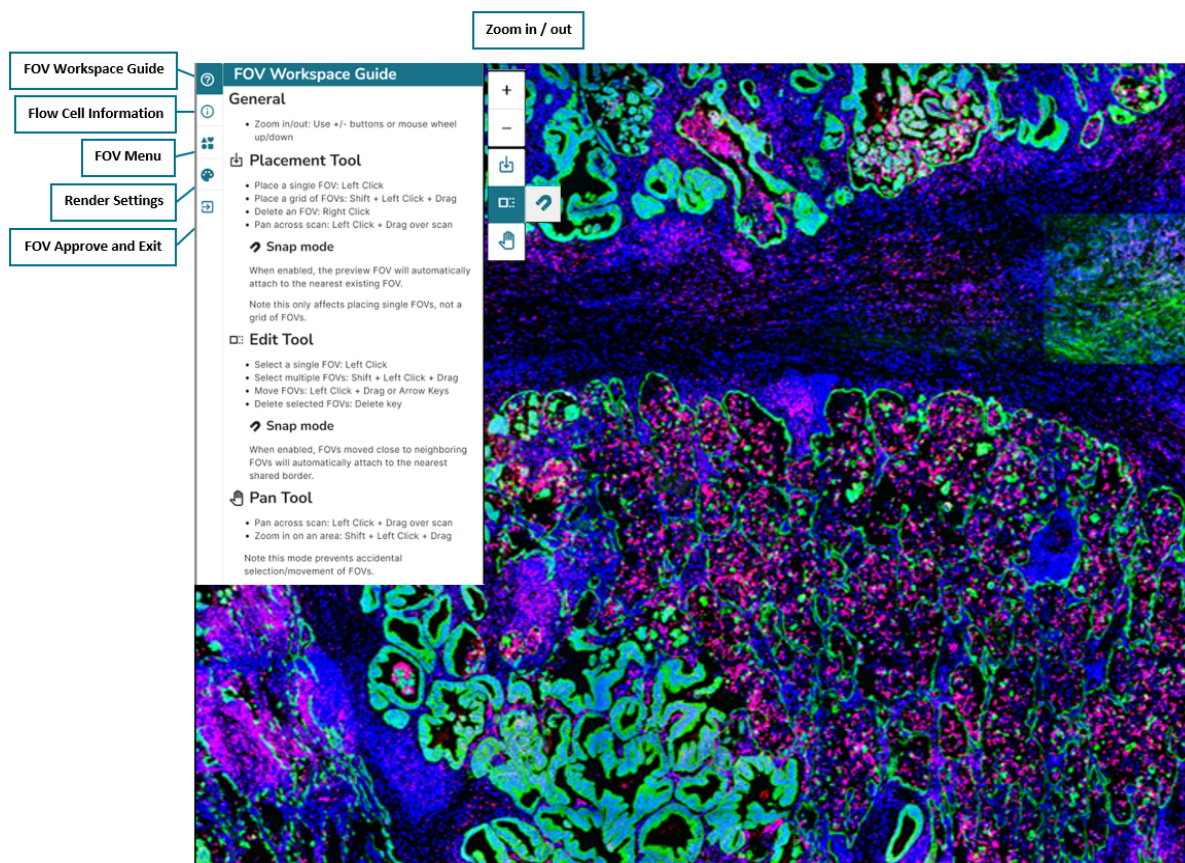 Zoom in / out
FOV Workspace Guide
Flow Cell Information
FOV Menu
Render Settings
FOV Approve and Exit
FOV Workspace Guide
General
• Zoom in/out: Use +/- buttons or mouse wheel
up/down
Placement Tool
• Place a single FOV: Left Click
• Place a grid of FOVs: Shift + Left Click + Drag
• Delete an FOV: Right Click
• Pan across scan: Left Click + Drag over scan
Snap mode
When enabled, the preview FOV will automatically
attach to the nearest existing FOV.
Note this only affects placing single FOVs, not a
grid of FOVs.
Edit Tool
• Select a single FOV: Left Click
• Select multiple FOVs: Shift + Left Click + Drag
• Move FOVs: Left Click + Drag or Arrow Keys
• Delete selected FOVs: Delete key
Snap mode
When enabled, FOVs moved close to neighboring
FOVs will automatically attach to the nearest
shared border.
Pan Tool
• Pan across scan: Left Click + Drag over scan
• Zoom in on an area: Shift + Left Click + Drag
Note this mode prevents accidental
selection/movement of FOVs.
+
−